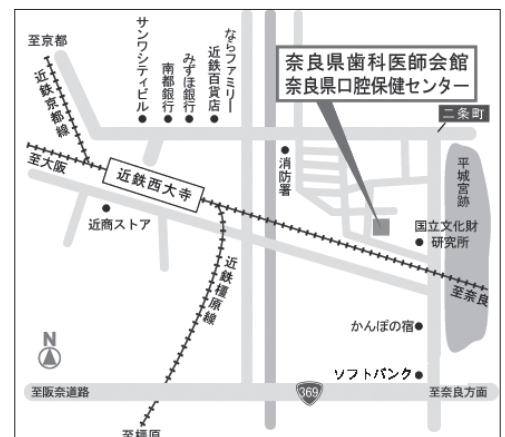 至京都
近鉄京都線
サンワシティビル
南都銀行
みずほ銀行
ならファミリー
近鉄百貨店
奈良県歯科医師会館
奈良県口腔保健センター
二条町
至大阪
近鉄西大寺
消防署
平城宮跡
近商ストア
国立文化財
研究所
近鉄橿原線
至奈良
かんぽの宿
N
ソフトバンク
至阪奈道路
369
至奈良方面
至橿原